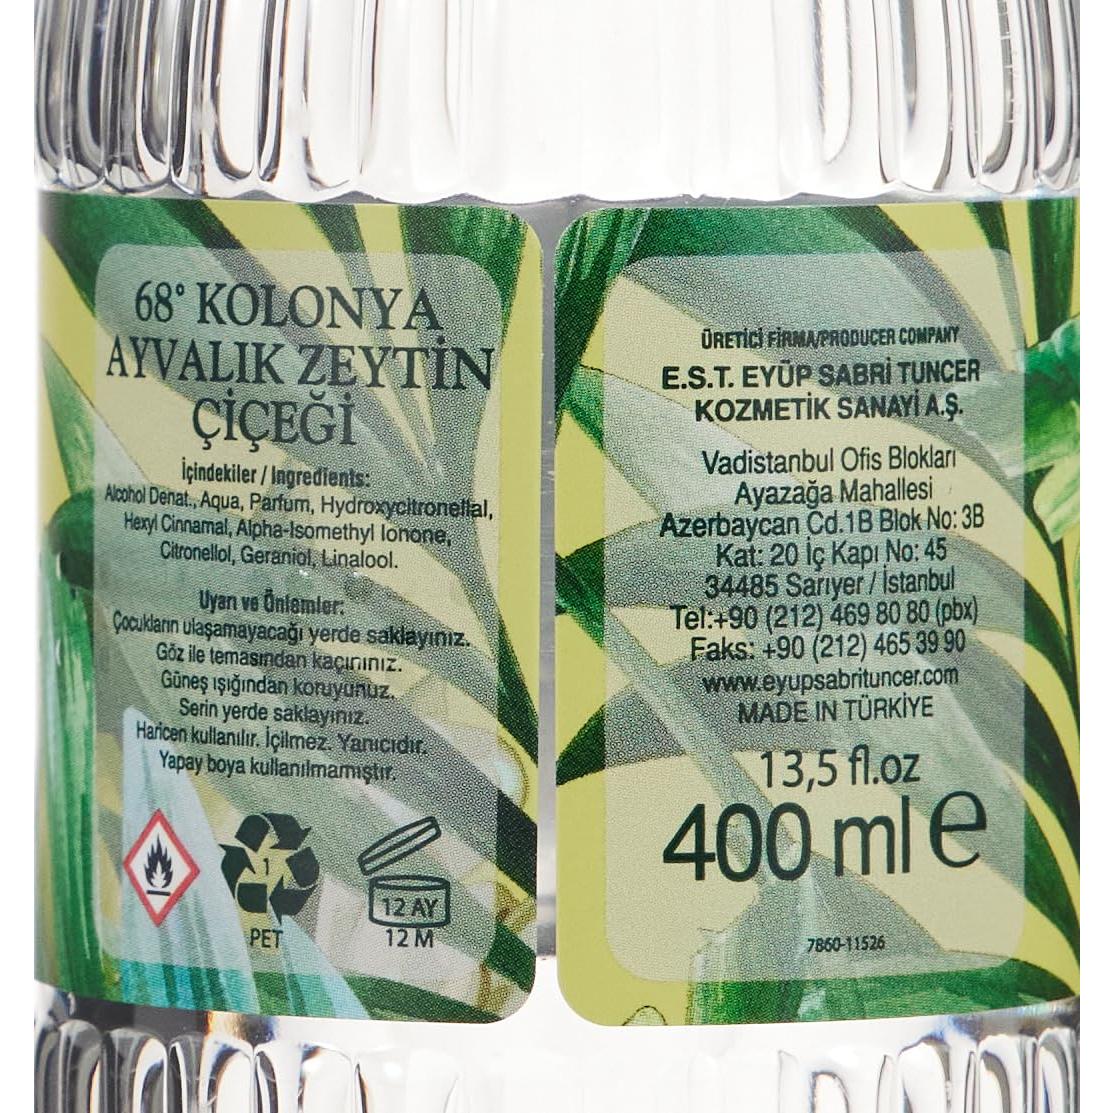 68° KOLONYA
AYVALIK ZEYTİN
ÇİÇEĞİ
İçindekiler / Ingredients:
Alcohol Denat., Aqua, Parfum, Hydroxycitronellal,
Hexyl Cinnamal, Alpha-Isomethyl Ionone,
Citronellol, Geraniol, Linalool.
Uyarı ve Önlemler:
Çocukların ulaşamayacağı yerde saklayınız.
Göz ile temasından kaçınınız.
Güneş ışığından koruyunuz.
Serin yerde saklayınız.
Haricen kullanılır. İçilmez. Yanıcıdır.
Yapay boya kullanılmamıştır.
1
PET
12 AY
12 M
ÜRETİCİ FİRMA/PRODUCER COMPANY
E.S.T. EYÜP SABRİ TUNCER
KOZMETİK SANAYİ A.Ş.
Vadistanbul Ofis Blokları
Ayazağa Mahallesi
Azerbaycan Cd.1B Blok No: 3B
Kat: 20 İç Kapı No: 45
34485 Sarıyer / İstanbul
Tel:+90 (212) 469 80 80 (pbx)
Faks: +90 (212) 465 39 90
www.eyupsabrituncer.com
MADE IN TÜRKİYE
13,5 fl.oz
400 ml e
7860-11526